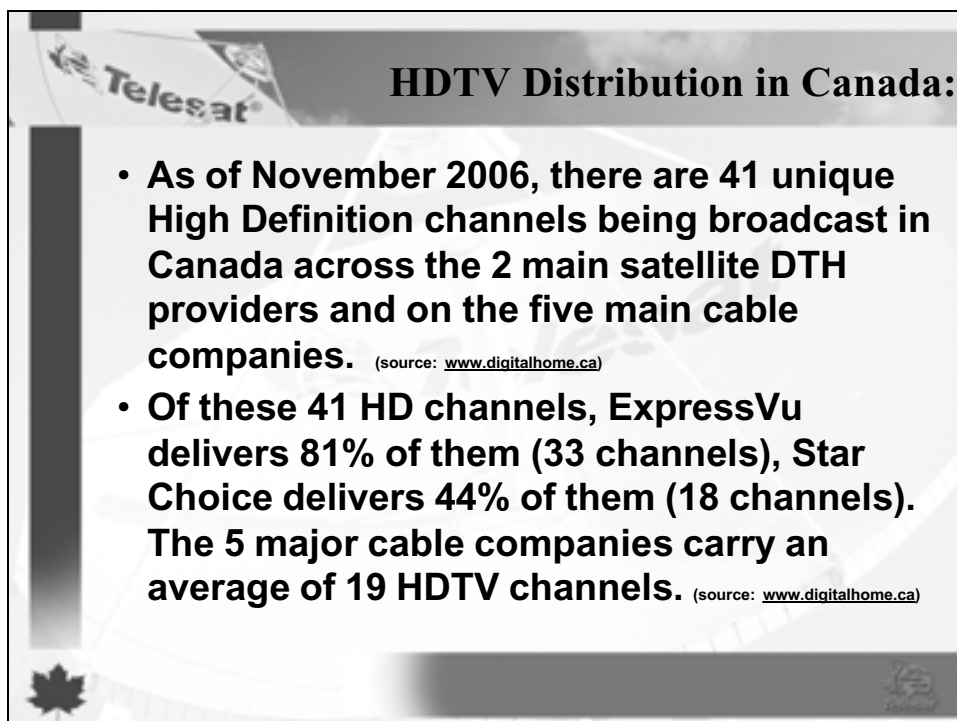 Telesat®
HDTV Distribution in Canada:
• As of November 2006, there are 41 unique
High Definition channels being broadcast in
Canada across the 2 main satellite DTH
providers and on the five main cable
companies. (source: www.digitalhome.ca)
• Of these 41 HD channels, ExpressVu
delivers 81% of them (33 channels), Star
Choice delivers 44% of them (18 channels).
The 5 major cable companies carry an
average of 19 HDTV channels. (source: www.digitalhome.ca)
Telesat